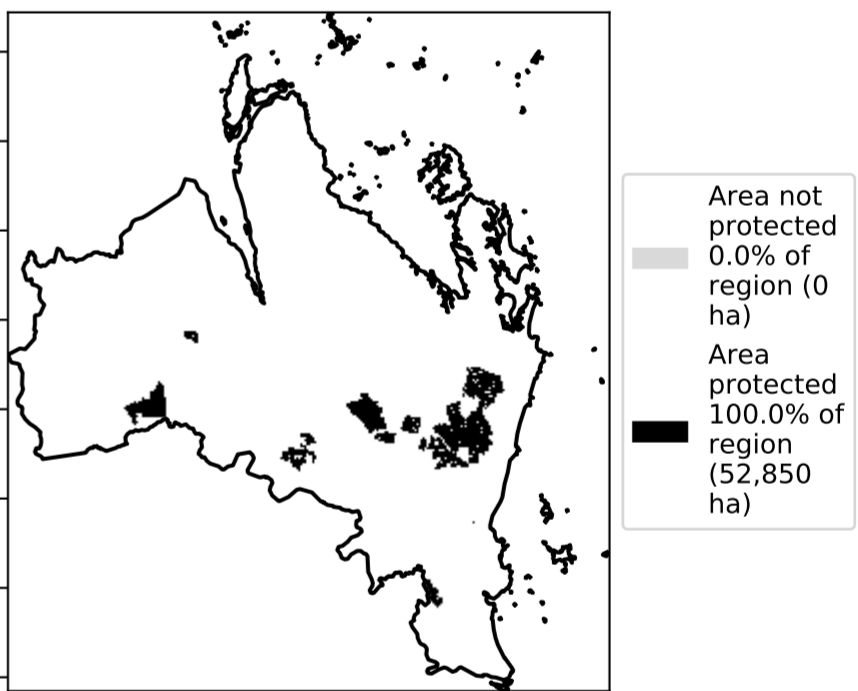 Area not
protected
0.0% of
region (0
ha)
Area
protected
100.0% of
region
(52,850
ha)